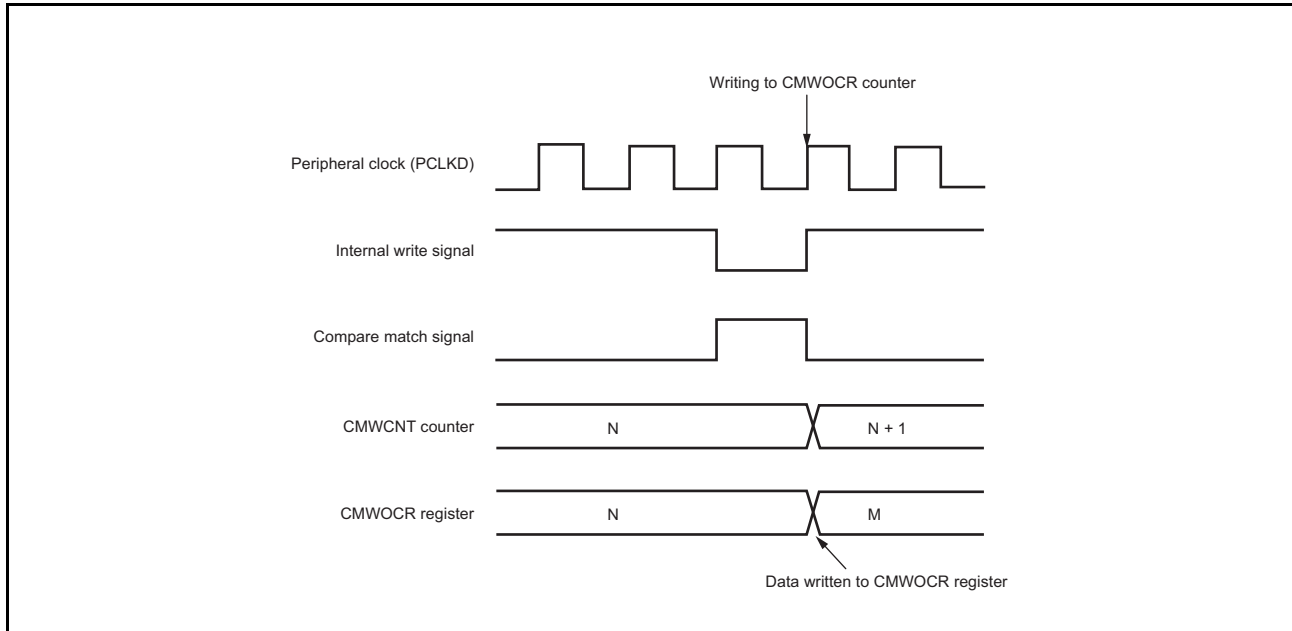 Writing to CMWOCR counter
Peripheral clock (PCLKD)
Internal write signal
Compare match signal
CMWCNT counter
N
N + 1
CMWOCR register
N
M
Data written to CMWOCR register